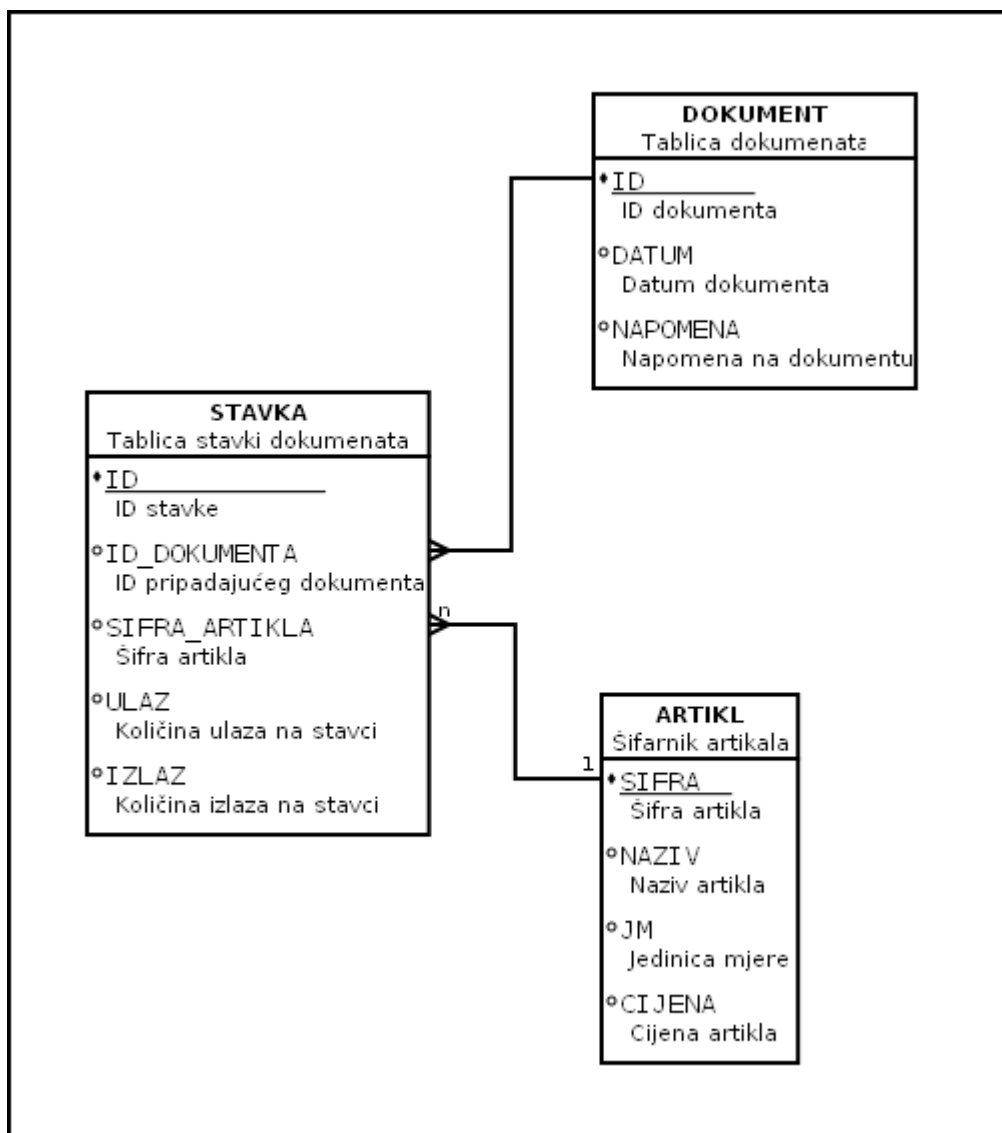 DOKUMENT
Tablica dokumenata
ID
ID dokumenta
DATUM
Datum dokumenta
NAPOMENA
Napomena na dokumentu
STAVKA
Tablica stavki dokumenata
ID
ID stavke
ID_DOKUMENTA
ID pripadajućeg dokumenta
SIFRA_ARTIKLA
Šifra artikla
ULAZ
Količina ulaza na stavci
IZLAZ
Količina izlaza na stavci
n
1
ARTIKL
Šifarnik artikala
SIFRA
Šifra artikla
NAZIV
Naziv artikla
JM
Jedinica mjere
CIJENA
Cijena artikla